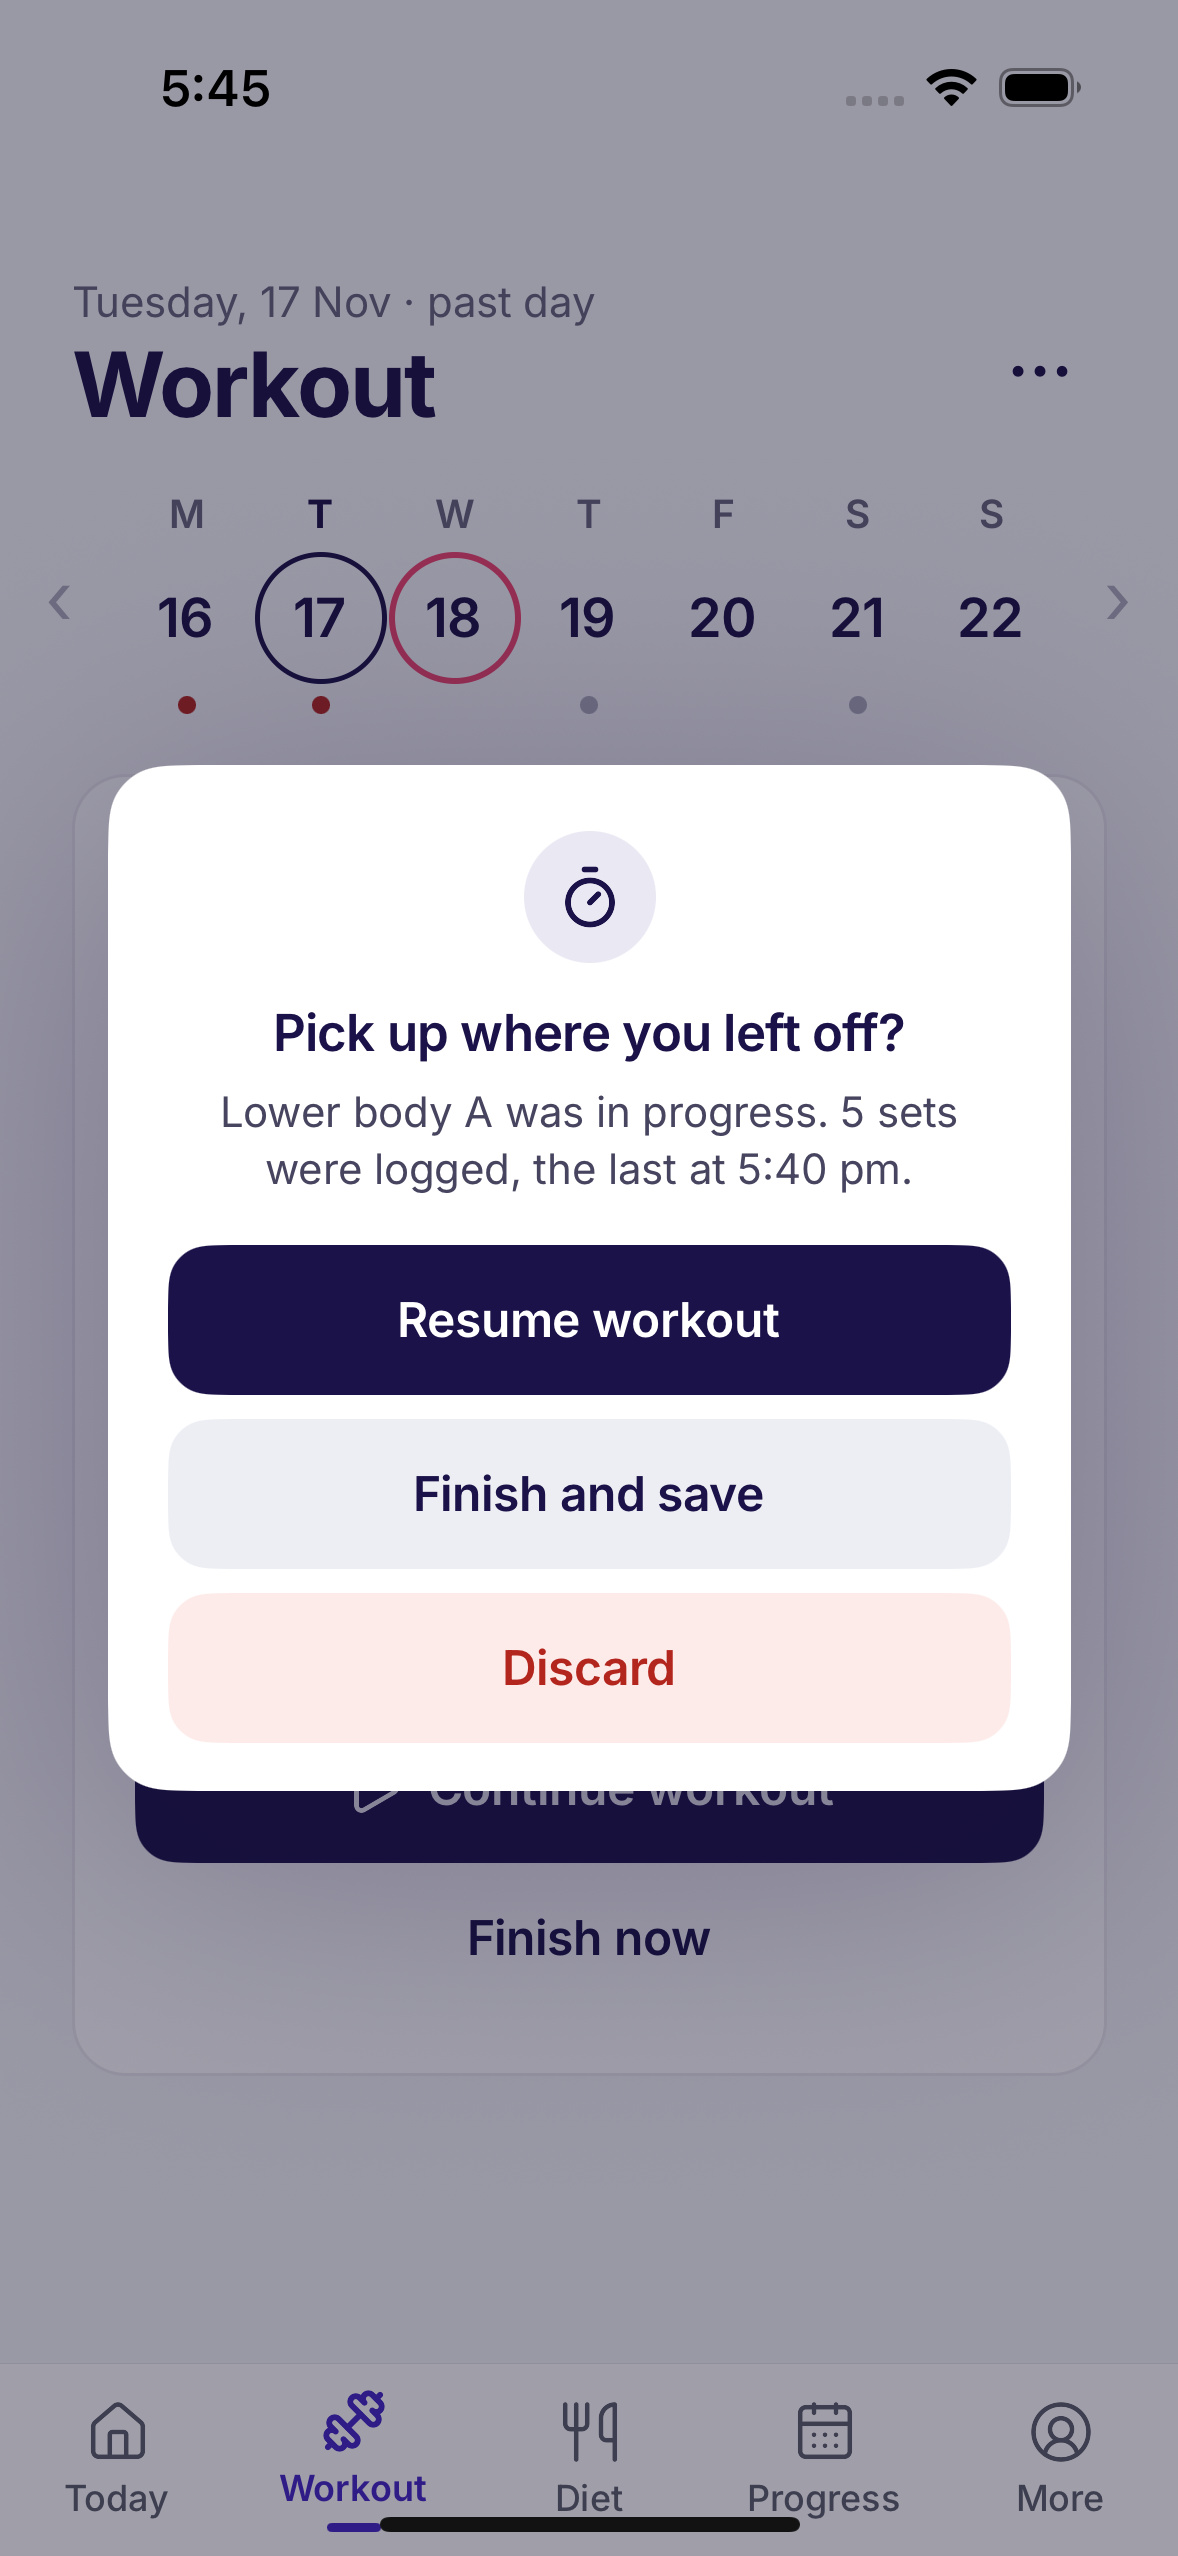 5:45
Tuesday, 17 Nov · past day
Workout
M T W T F S S
16 17 18 19 20 21 22
Pick up where you left off?
Lower body A was in progress. 5 sets
were logged, the last at 5:40 pm.
Resume workout
Finish and save
Discard
Continue workout
Finish now
Today Workout Diet Progress More